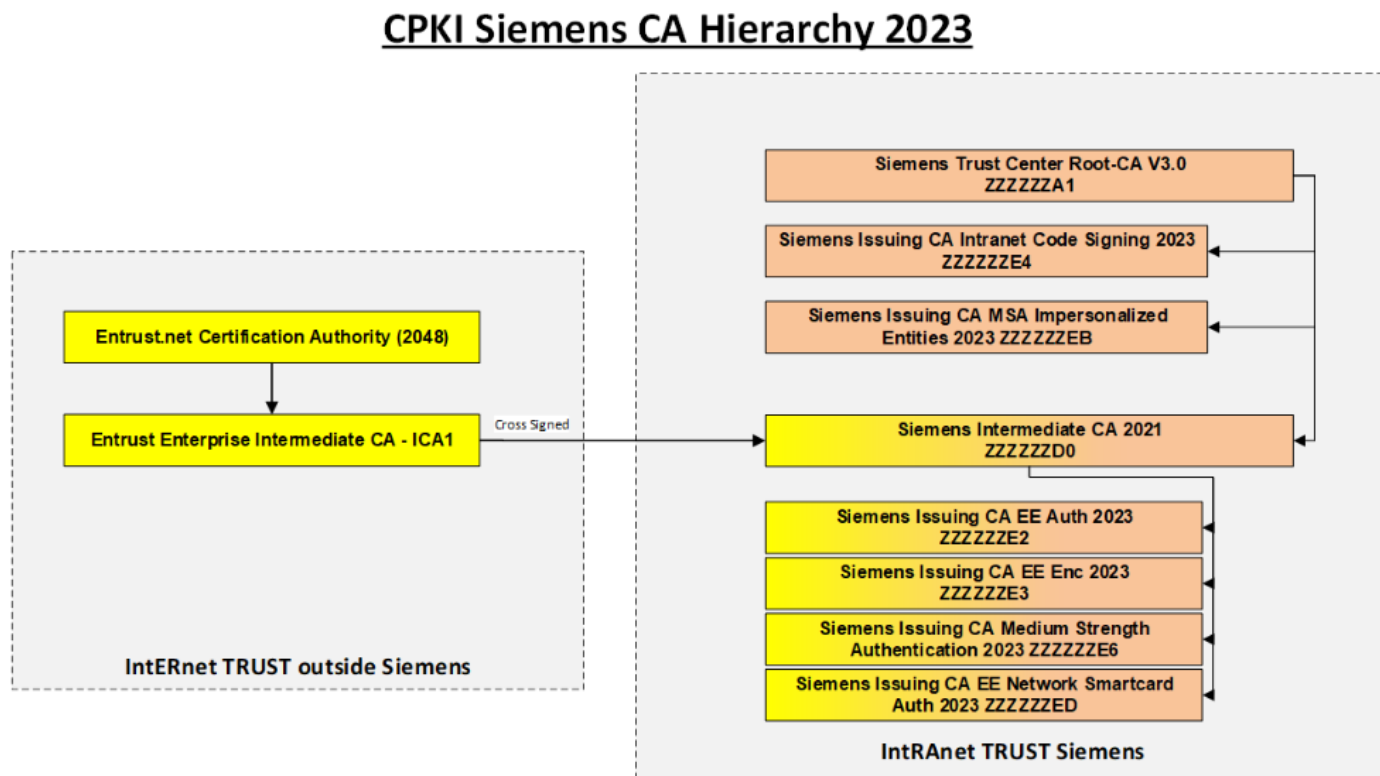 CPKI Siemens CA Hierarchy 2023
Siemens Trust Center Root-CA V3.0
ZZZZZZA1
Siemens Issuing CA Intranet Code Signing 2023
ZZZZZZE4
Siemens Issuing CA MSA Impersonalized
Entities 2023 ZZZZZZEB
Entrust.net Certification Authority (2048)
Entrust Enterprise Intermediate CA - ICA1
Cross Signed
Siemens Intermediate CA 2021
ZZZZZZD0
Siemens Issuing CA EE Auth 2023
ZZZZZZE2
Siemens Issuing CA EE Enc 2023
ZZZZZZE3
Siemens Issuing CA Medium Strength
Authentication 2023 ZZZZZZE6
Siemens Issuing CA EE Network Smartcard
Auth 2023 ZZZZZZED
IntERnet TRUST outside Siemens
IntRAnet TRUST Siemens